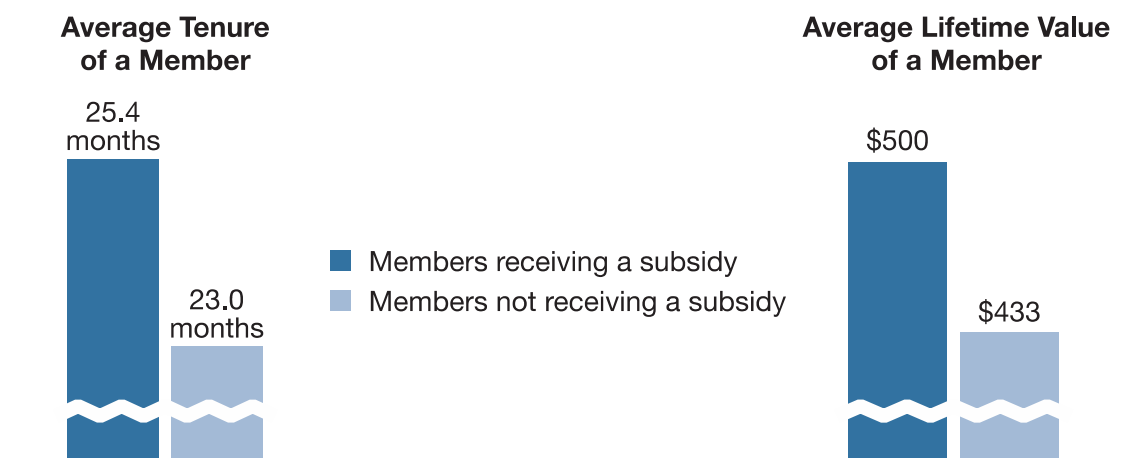 Average Tenure
of a Member
25.4
months
23.0
months
Members receiving a subsidy
Members not receiving a subsidy
Average Lifetime Value
of a Member
$500
$433